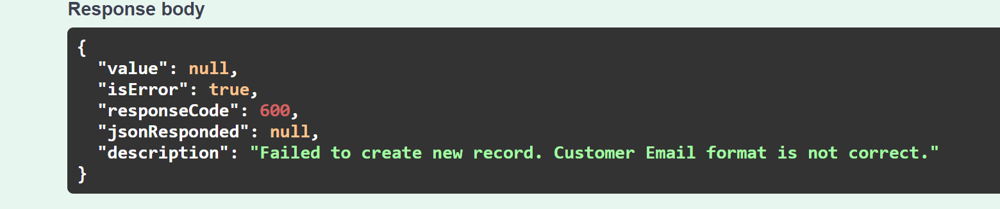 Response body
{
"value": null,
"isError": true,
"responseCode": 600,
"jsonResponded": null,
"description": "Failed to create new record. Customer Email format is not correct."
}